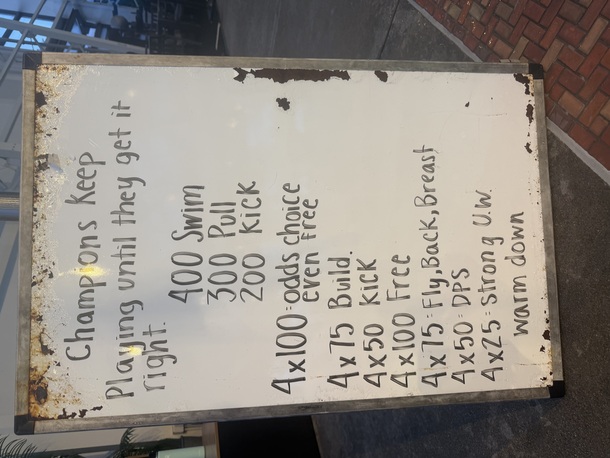 Champions Keep
Playing until they get it
right.
400 Swim
300 Pull
200 kick
4x100=odds choice
even free
4x75 Build.
4x50 kick
4x100 Free
4x75=Fly,Back,Breast
4x50=DPS
4x25=Strong U.W.
warm down